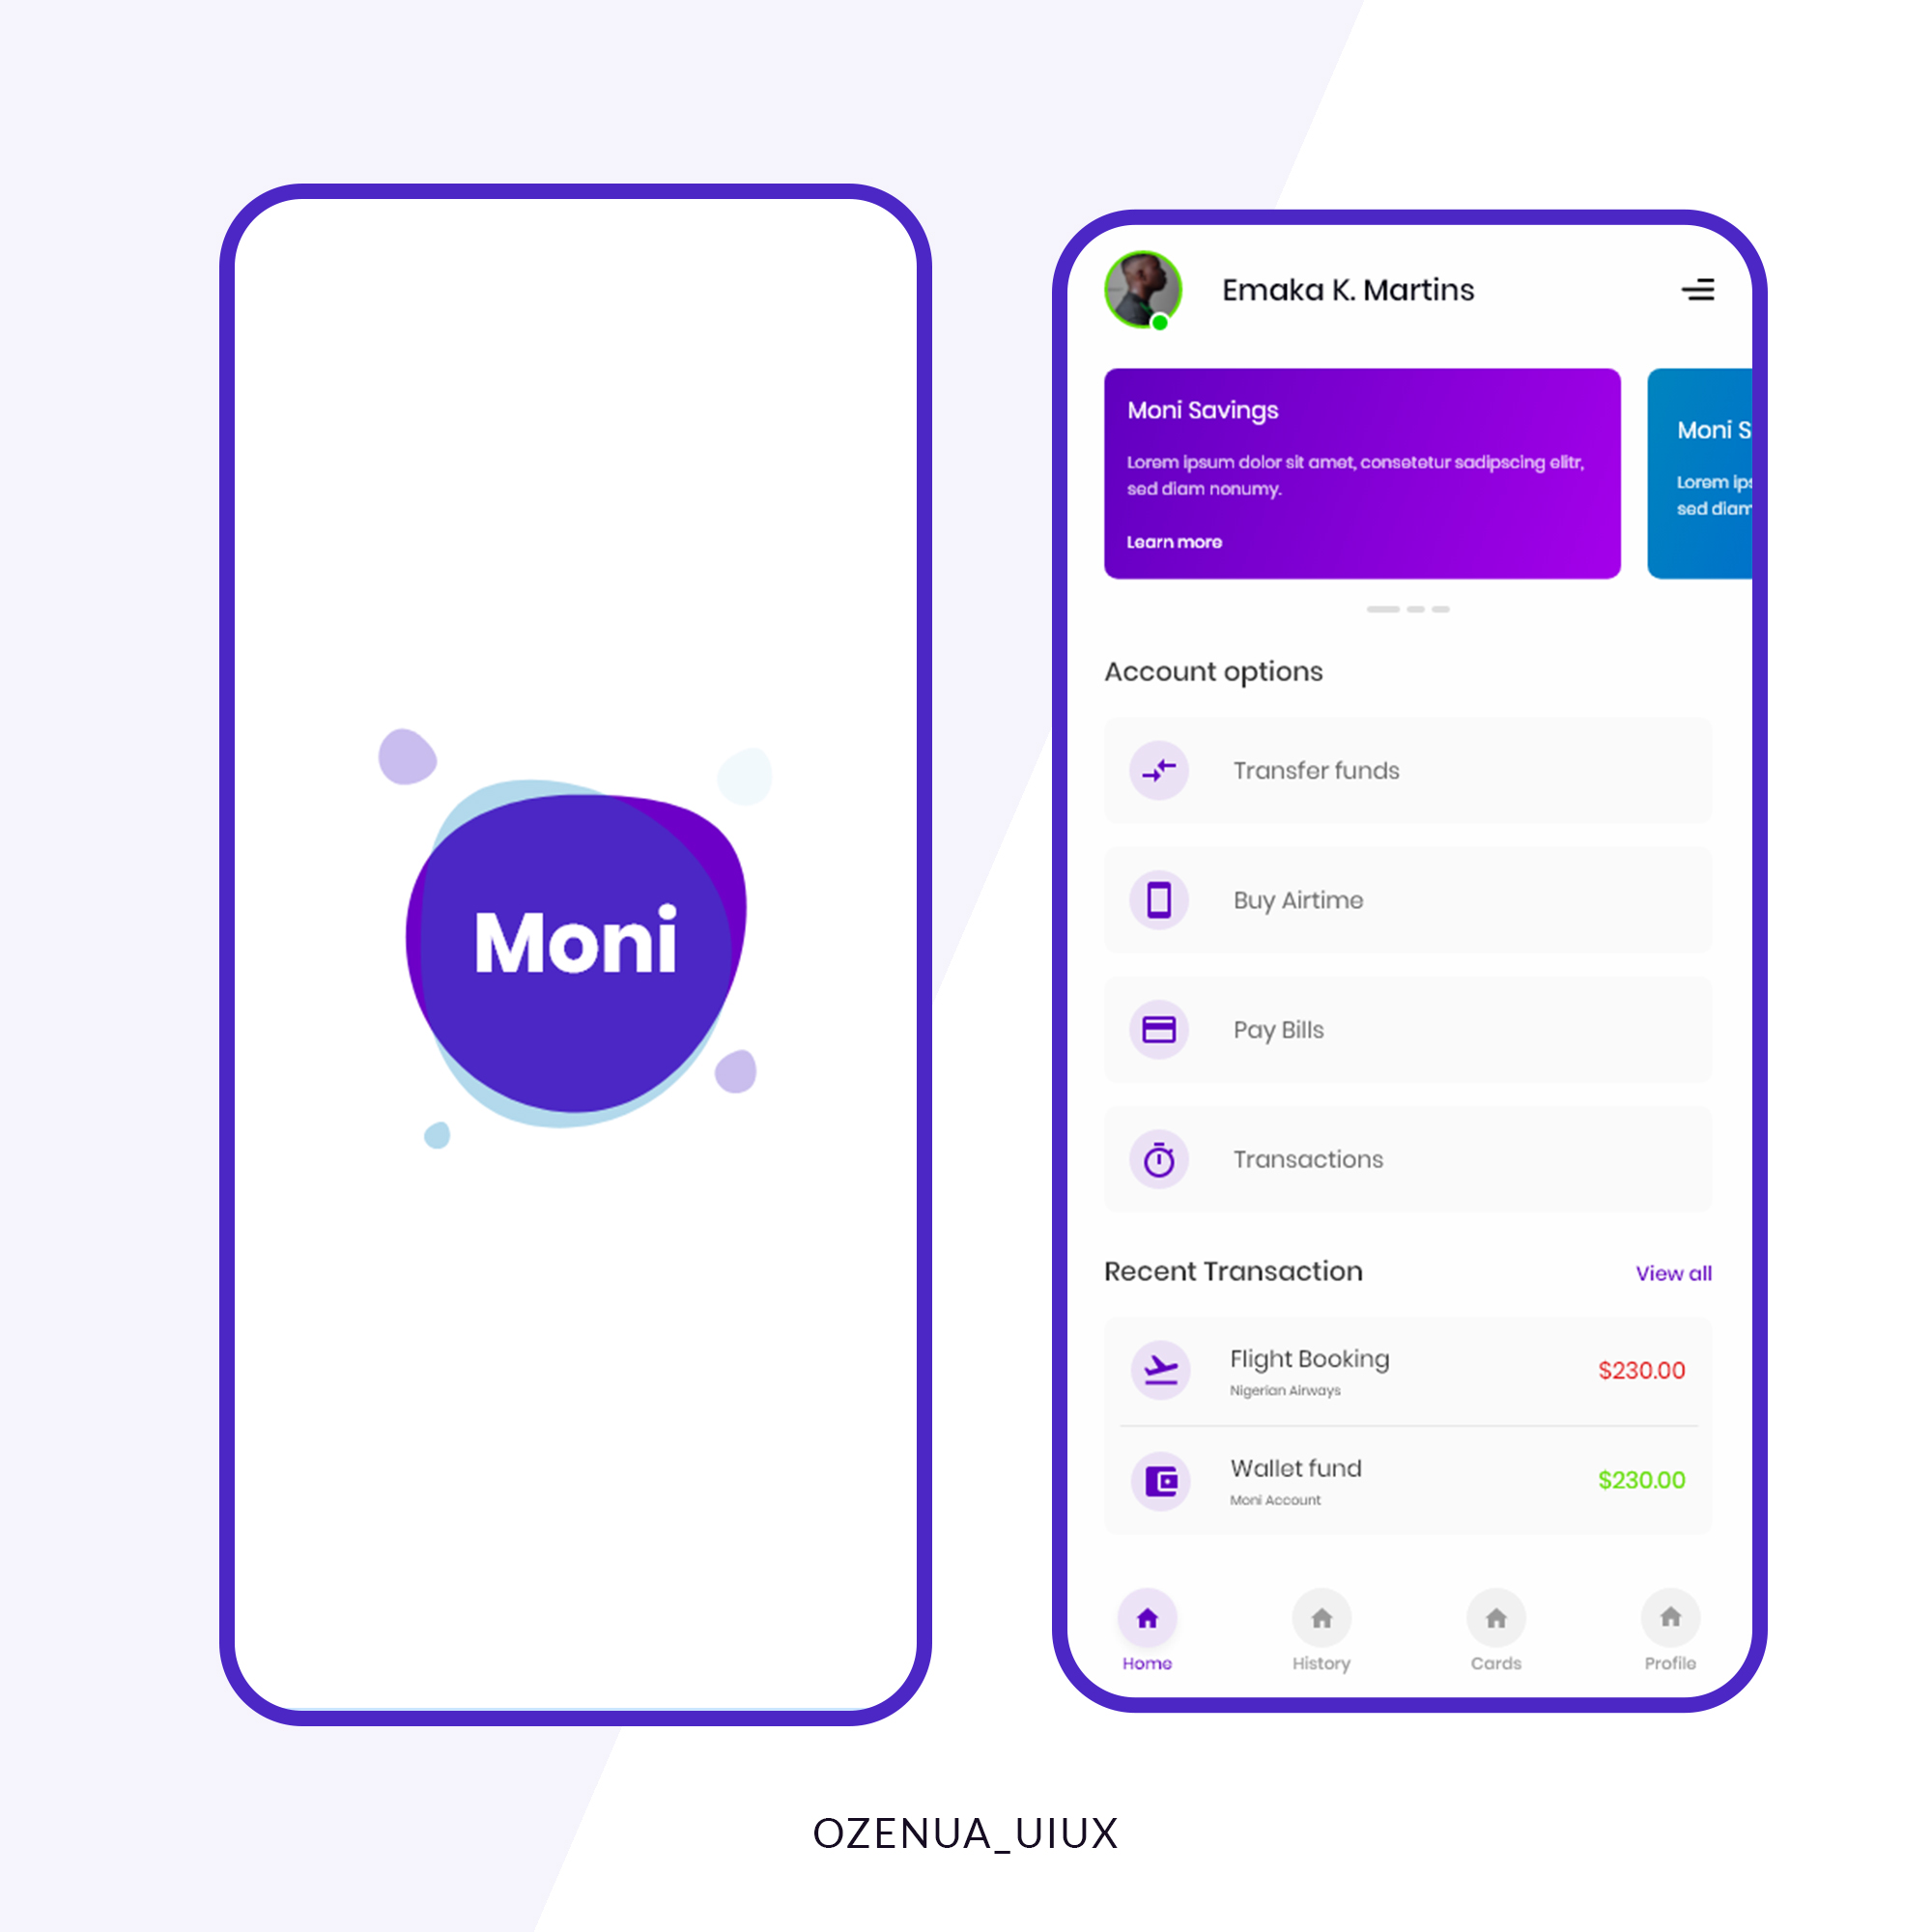 Moni
Emaka K. Martins
Moni Savings
Lorem ipsum dolor sit amet, consetetur sadipscing elitr,
sed diam nonumy.
Learn more
Moni S
Lorem ips
sed diam
Account options
Transfer funds
Buy Airtime
Pay Bills
Transactions
Recent Transaction
View all
Flight Booking
Nigerian Airways
$230.00
Wallet fund
Moni Account
$230.00
Home
History
Cards
Profile
OZENUA_UIUX